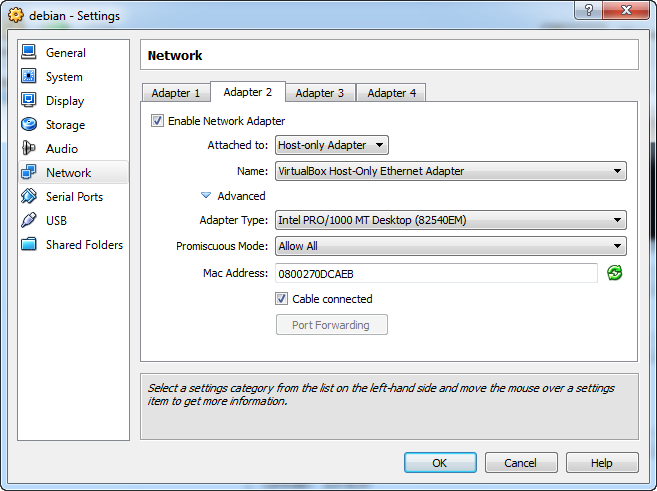 debian - Settings
General
System
Display
Storage
Audio
Network
Serial Ports
USB
Shared Folders
Network
Adapter 1 Adapter 2 Adapter 3 Adapter 4
Enable Network Adapter
Attached to: Host-only Adapter
Name: VirtualBox Host-Only Ethernet Adapter
Advanced
Adapter Type: Intel PRO/1000 MT Desktop (82540EM)
Promiscuous Mode: Allow All
Mac Address: 0800270DCAEB
Cable connected
Port Forwarding
Select a settings category from the list on the left-hand side and move the mouse over a settings
item to get more information.
OK Cancel Help